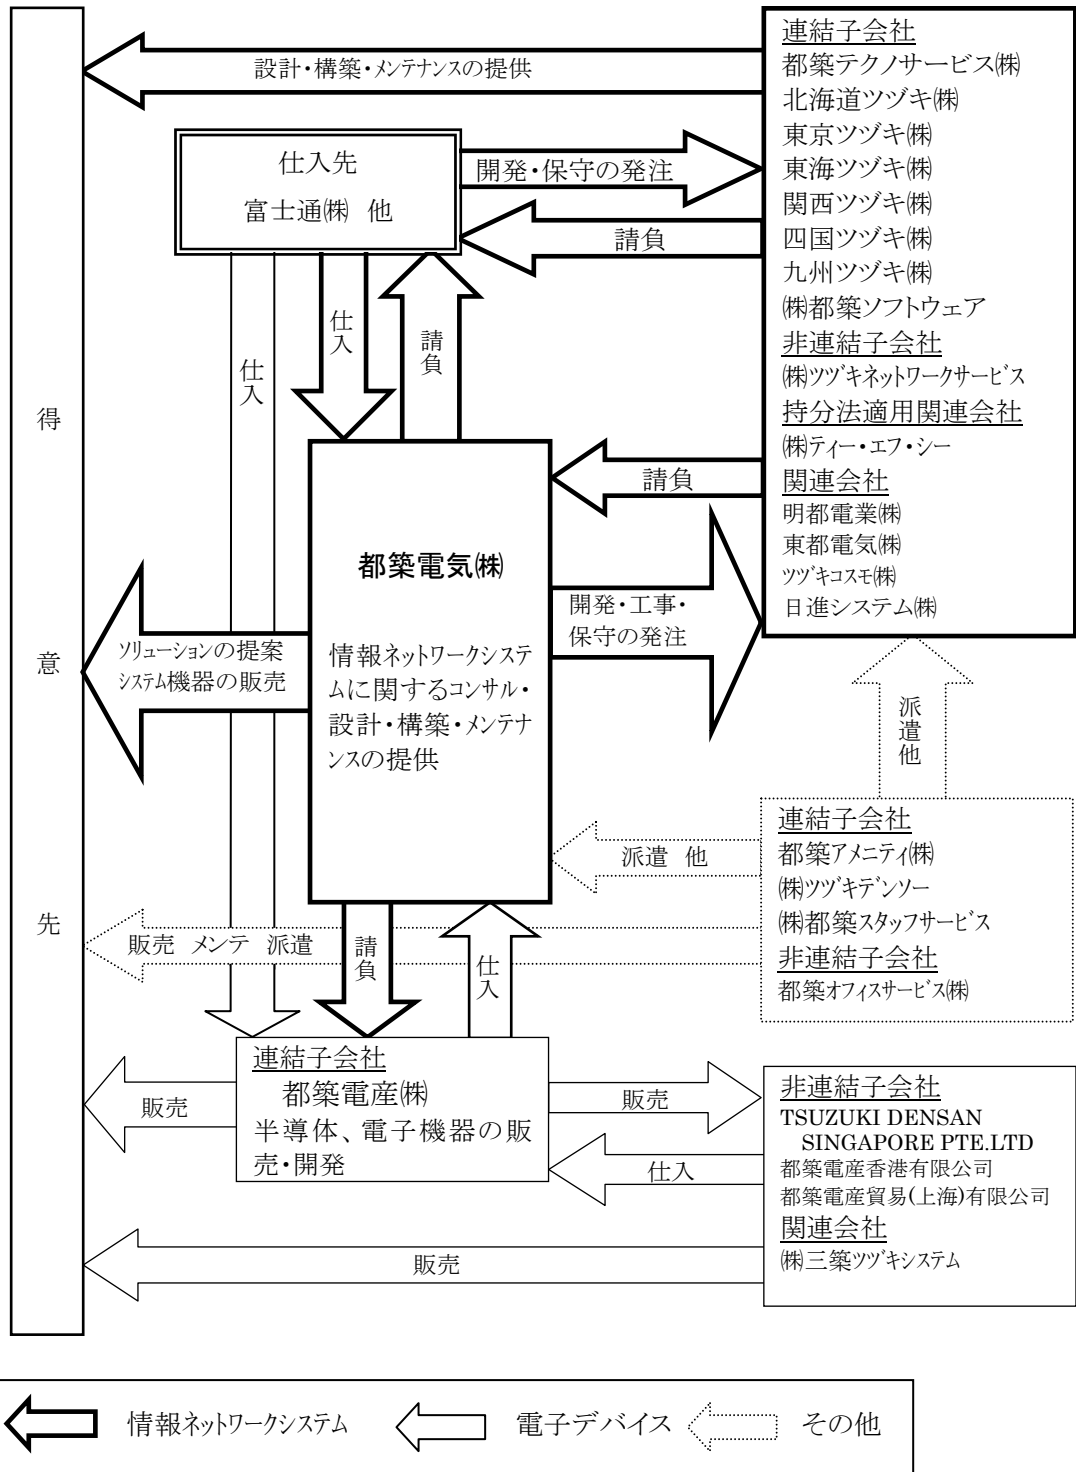 連結子会社
都築テクノサービス㈱
北海道ツヅキ㈱
東京ツヅキ㈱
東海ツヅキ㈱
関西ツヅキ㈱
四国ツヅキ㈱
九州ツヅキ㈱
㈱都築ソフトウェア
非連結子会社
㈱ツヅキネットワークサービス
持分法適用関連会社
㈱ティー・エフ・シー
関連会社
明都電業㈱
東都電気㈱
ツヅキコスモ㈱
日進システム㈱
設計・構築・メンテナンスの提供
仕入先
富士通㈱ 他
開発・保守の発注
請負
仕入
仕入
請負
得意先
請負
都築電気㈱
情報ネットワークシステ
ムに関するコンサル・
設計・構築・メンテナ
ンスの提供
開発・工事・
保守の発注
ソリューションの提案
システム機器の販売
派遣他
連結子会社
都築アメニティ㈱
㈱ツヅキデンソー
㈱都築スタッフサービス
非連結子会社
都築オフィスサービス㈱
派遣 他
販売 メンテ 派遣
請負
仕入
連結子会社
都築電産㈱
半導体、電子機器の販
売・開発
販売
販売
仕入
非連結子会社
TSUZUKI DENSAN
SINGAPORE PTE.LTD
都築電産香港有限公司
都築電産貿易(上海)有限公司
関連会社
㈱三築ツヅキシステム
販売
情報ネットワークシステム
電子デバイス
その他